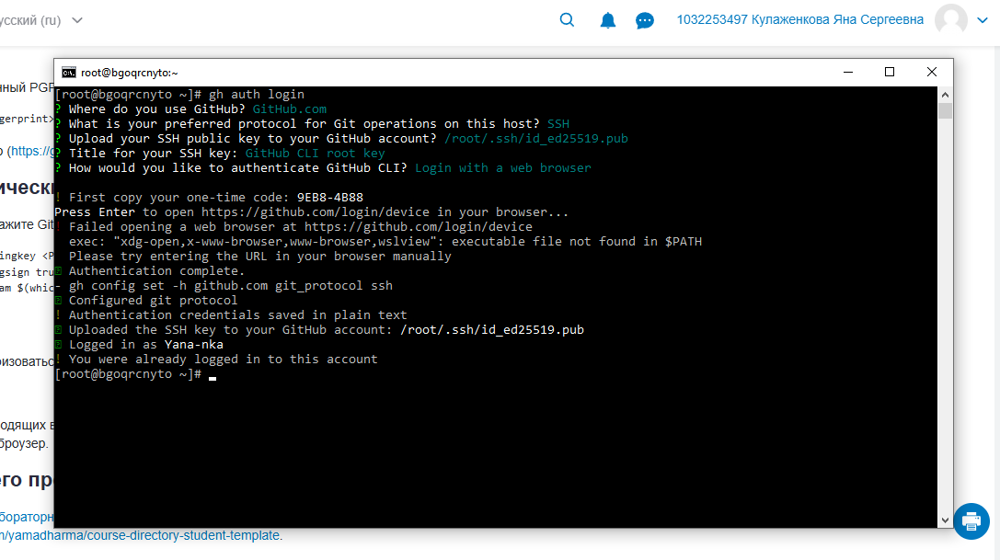 усский (ru)
1032253497 Кулаженкова Яна Сергеевна
root@bgoqrcnyto:~
нный PGP
gerprint>
о (https://g
ически
ажите Git
ingkey <P
gsign tru
am $(whic
оизоватьс
одящих в
броузер.
его про
бораторн
m/yamadharma/course-directory-student-template.
[root@bgoqrcnyto ~]# gh auth login
? Where do you use GitHub? GitHub.com
? What is your preferred protocol for Git operations on this host? SSH
? Upload your SSH public key to your GitHub account? /root/.ssh/id_ed25519.pub
? Title for your SSH key: GitHub CLI root key
? How would you like to authenticate GitHub CLI? Login with a web browser
! First copy your one-time code: 9EB8-4B88
Press Enter to open https://github.com/login/device in your browser...
! Failed opening a web browser at https://github.com/login/device
exec: "xdg-open,x-www-browser,www-browser,wslview": executable file not found in $PATH
Please try entering the URL in your browser manually
Authentication complete.
- gh config set -h github.com git_protocol ssh
Configured git protocol
! Authentication credentials saved in plain text
Uploaded the SSH key to your GitHub account: /root/.ssh/id_ed25519.pub
Logged in as Yana-nka
! You were already logged in to this account
[root@bgoqrcnyto ~]#